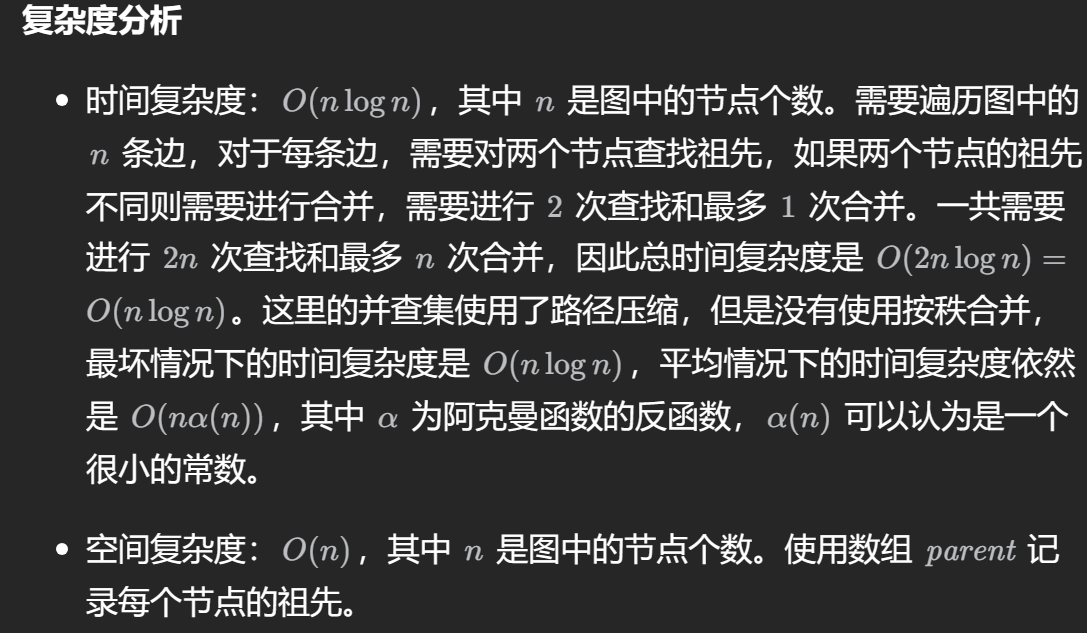 复杂度分析
• 时间复杂度：O(n log n)，其中 n 是图中的节点个数。需要遍历图中的
n 条边，对于每条边，需要对两个节点查找祖先，如果两个节点的祖先
不同则需要进行合并，需要进行 2 次查找和最多 1 次合并。一共需要
进行 2n 次查找和最多 n 次合并，因此总时间复杂度是 O(2n log n) =
O(n log n)。这里的并查集使用了路径压缩，但是没有使用按秩合并，
最坏情况下的时间复杂度是 O(n log n)，平均情况下的时间复杂度依然
是 O(nα(n))，其中 α 为阿克曼函数的反函数，α(n) 可以认为是一个
很小的常数。
• 空间复杂度：O(n)，其中 n 是图中的节点个数。使用数组 parent 记
录每个节点的祖先。